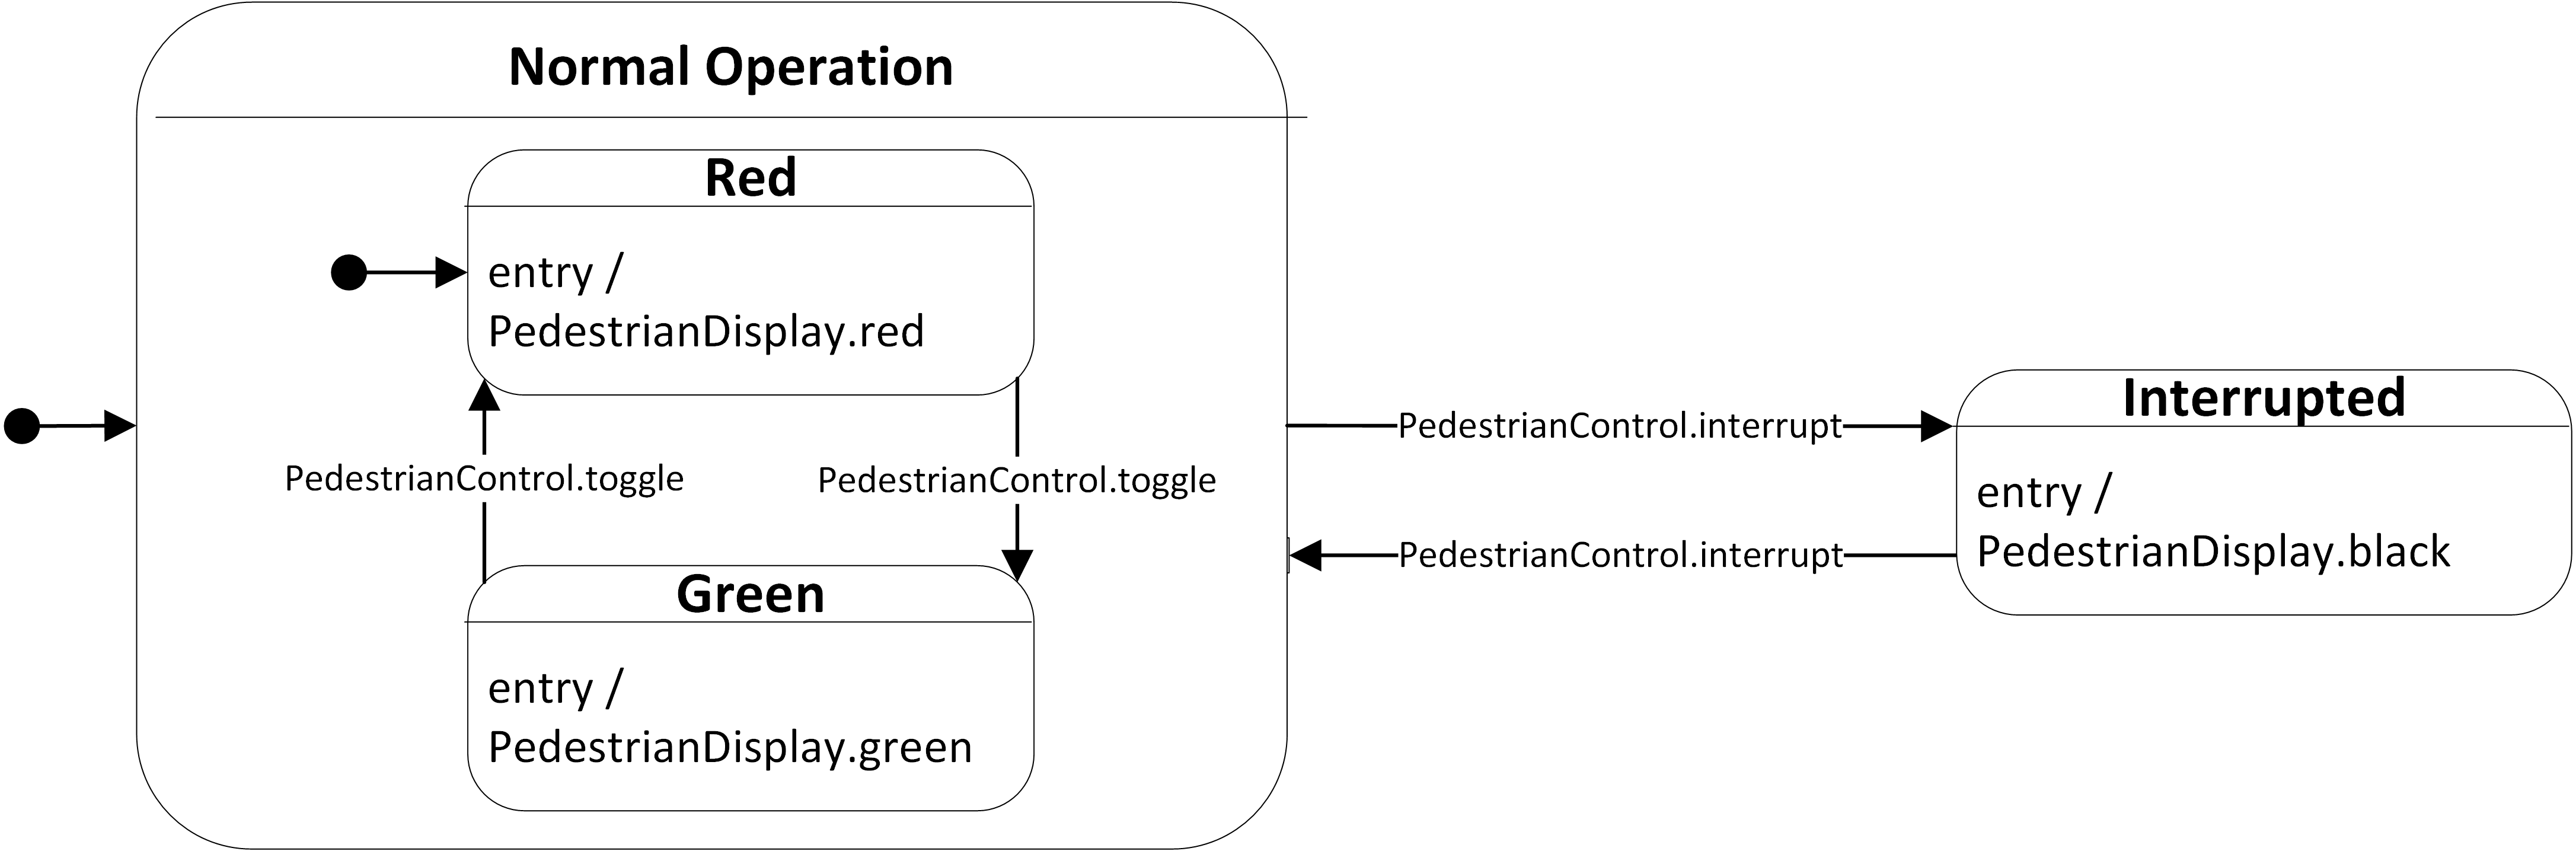 Normal Operation
Red
entry /
PedestrianDisplay.red
PedestrianControl.toggle
PedestrianControl.toggle
Green
entry /
PedestrianDisplay.green
PedestrianControl.interrupt
PedestrianControl.interrupt
Interrupted
entry /
PedestrianDisplay.black